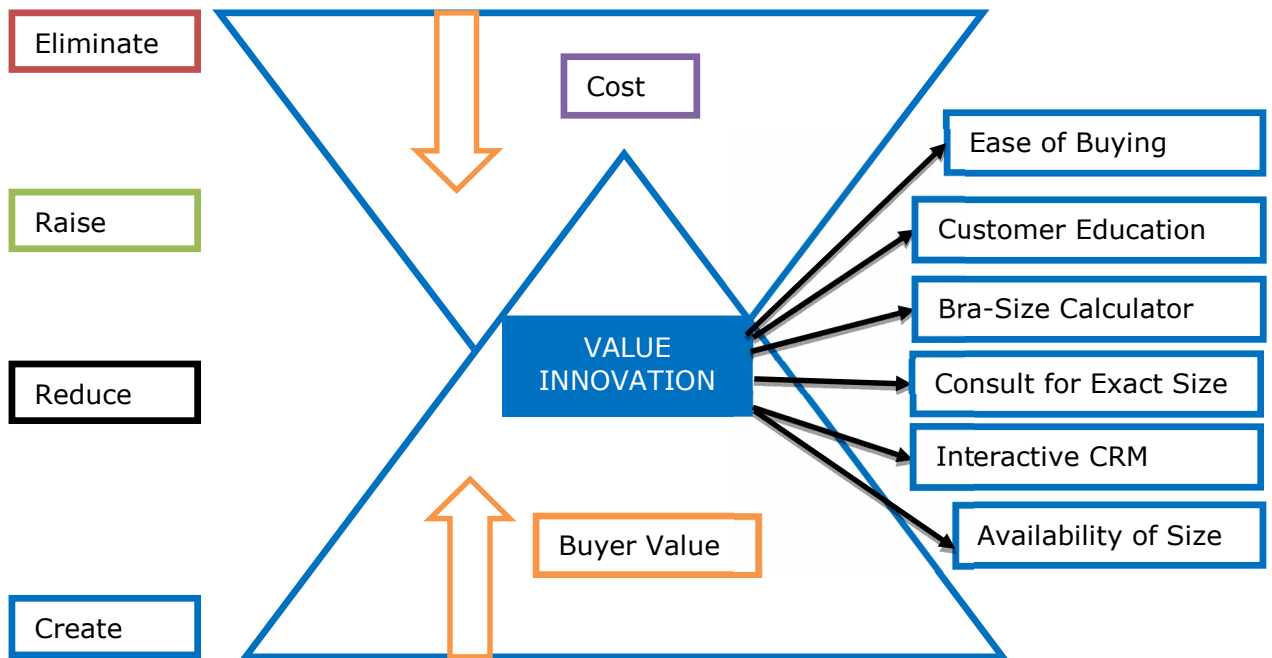 Eliminate
Cost
Ease of Buying
Raise
Customer Education
Bra-Size Calculator
VALUE
INNOVATION
Reduce
Consult for Exact Size
Interactive CRM
Buyer Value
Availability of Size
Create